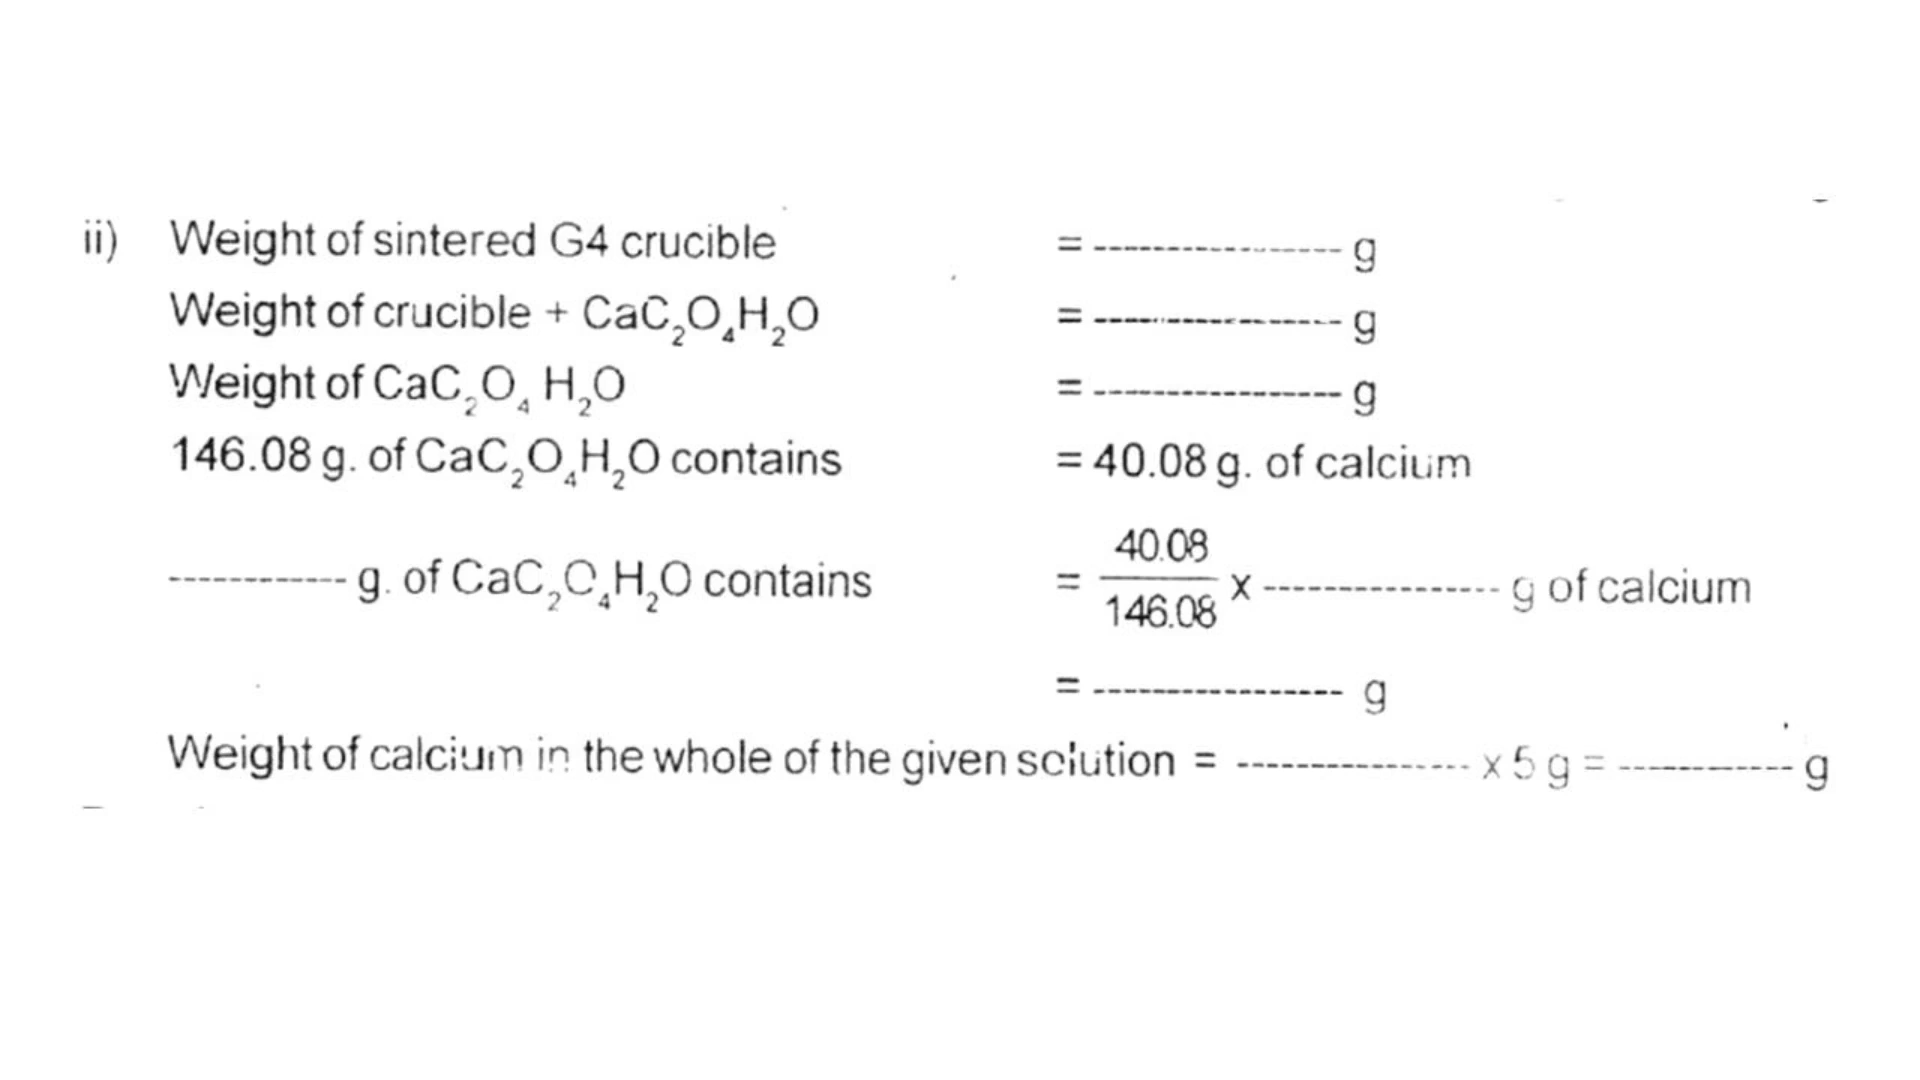 ii) Weight of sintered G4 crucible = ---------------- g
Weight of crucible + CaC₂O₄H₂O = ---------------- g
Weight of CaC₂O₄ H₂O = ---------------- g
146.08 g. of CaC₂O₄H₂O contains = 40.08 g. of calcium
------------ g. of CaC₂O₄H₂O contains = 40.08 / 146.08 x ---------------- g of calcium
= ---------------- g
Weight of calcium in the whole of the given solution = ---------------- x 5 g = ------------ g